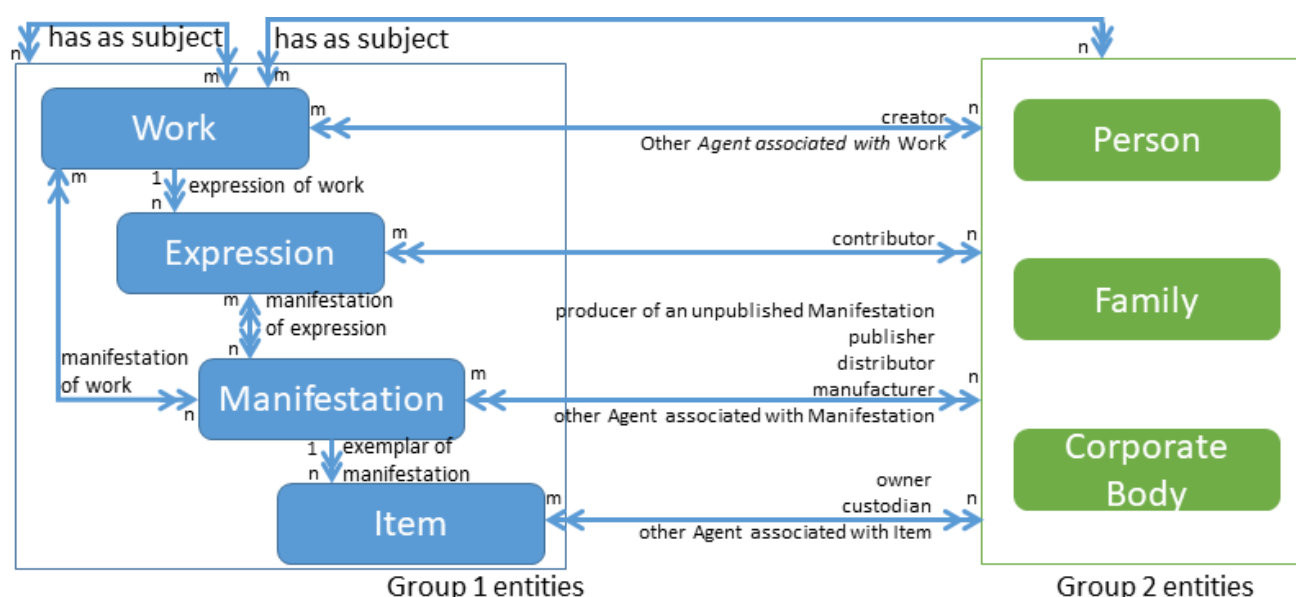 has as subject
has as subject
n
n
m
m
Work
m
n
creator
Other Agent associated with Work
Person
m
1
expression of work
n
Expression
m
n
contributor
m
manifestation
of expression
n
Family
producer of an unpublished Manifestation
publisher
distributor
manufacturer
other Agent associated with Manifestation
manifestation
of work
n
Manifestation
m
n
1
exemplar of
manifestation
n
Corporate
Body
Item
m
n
owner
custodian
other Agent associated with Item
Group 1 entities
Group 2 entities